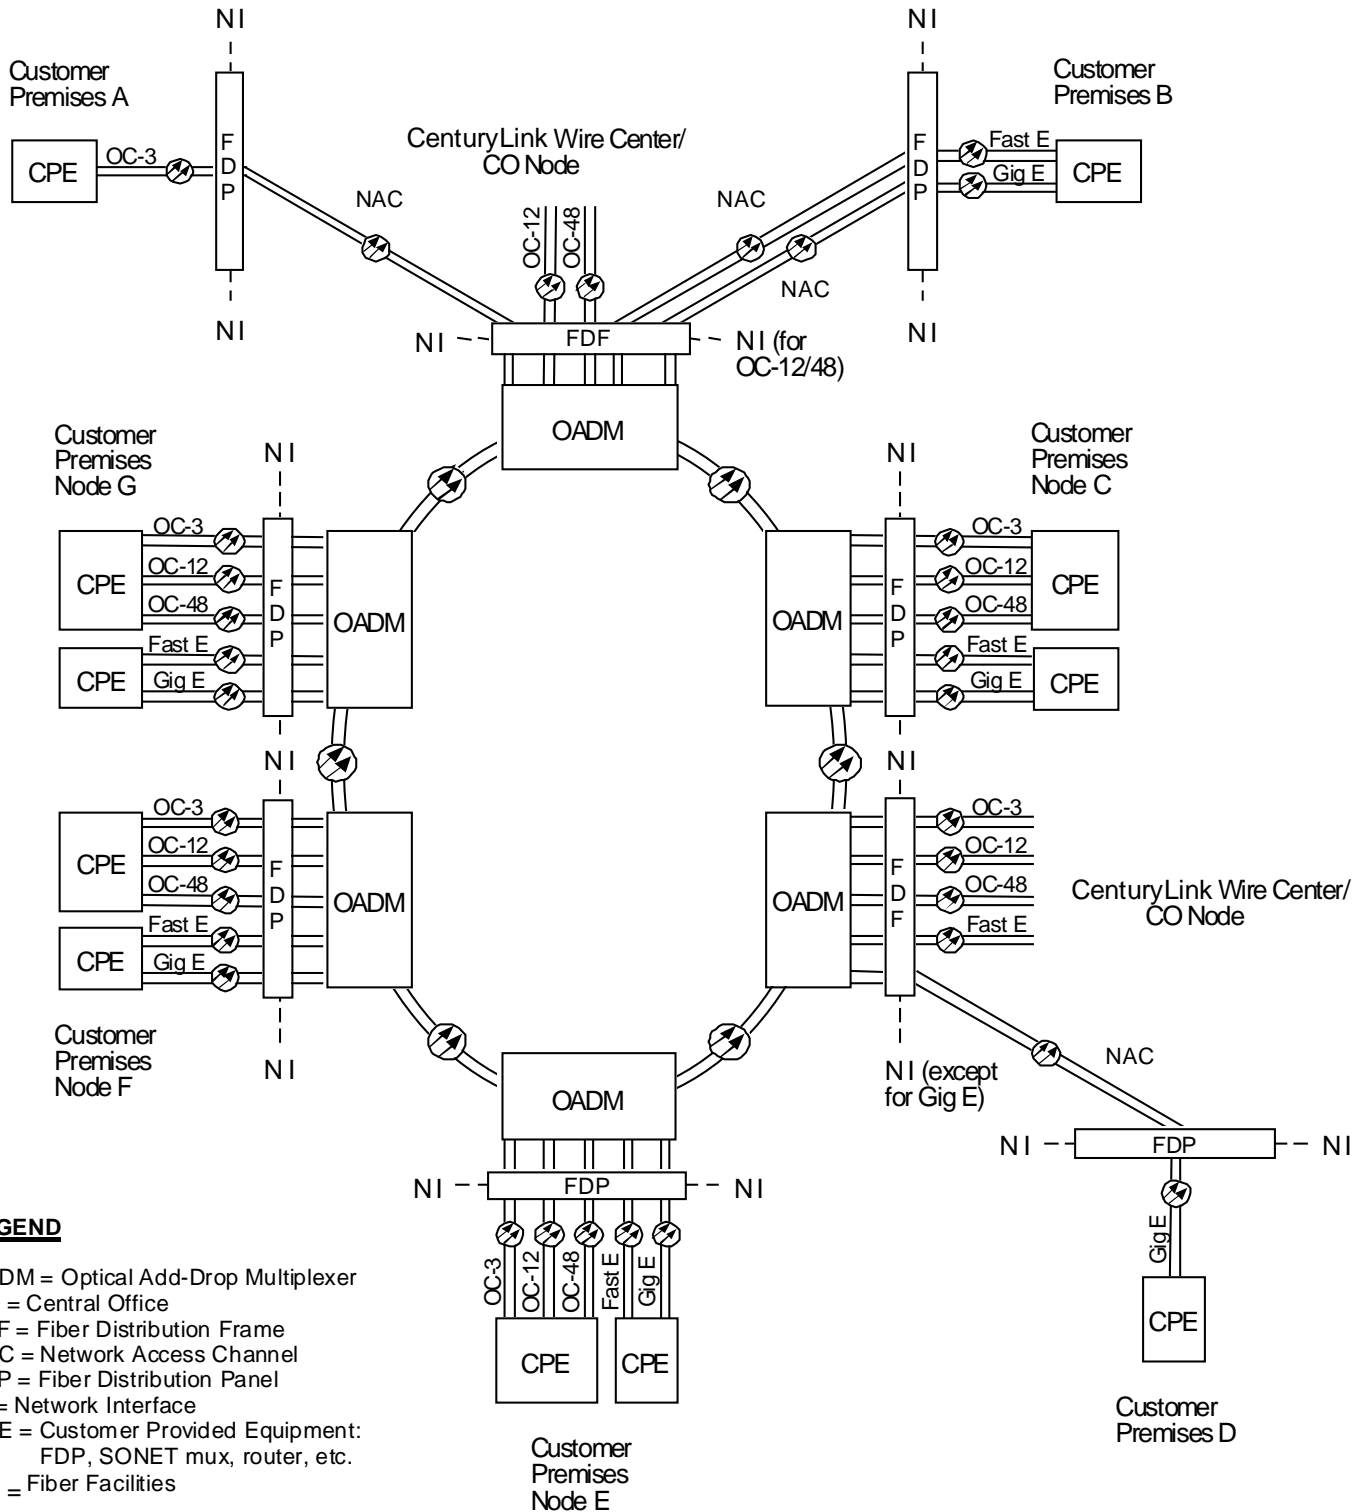 NI
NI
Customer
Premises A
Customer
Premises B
FDP
FDP
CPE
OC-3
CenturyLink Wire Center/
CO Node
Fast E
Gig E
CPE
NAC
OC-12
OC-48
NAC
NAC
NI
NI
NI
FDF
NI (for
OC-12/48)
OADM
Customer
Premises
Node G
NI
NI
Customer
Premises
Node C
CPE
OC-3
OC-12
OC-48
Fast E
Gig E
CPE
FDP
OADM
OADM
FDP
OC-3
OC-12
OC-48
Fast E
Gig E
CPE
CPE
NI
NI
CPE
OC-3
OC-12
OC-48
Fast E
Gig E
CPE
FDP
OADM
OADM
FDF
OC-3
OC-12
OC-48
Fast E
CenturyLink Wire Center/
CO Node
Customer
Premises
Node F
NI
NI (except
for Gig E)
NAC
OADM
NI
FDP
NI
NI
FDP
NI
OC-3
OC-12
OC-48
Fast E
Gig E
CPE
CPE
Customer
Premises
Node E
Gig E
CPE
Customer
Premises D
GEND
DM = Optical Add-Drop Multiplexer
= Central Office
F = Fiber Distribution Frame
C = Network Access Channel
P = Fiber Distribution Panel
= Network Interface
E = Customer Provided Equipment:
FDP, SONET mux, router, etc.
= Fiber Facilities